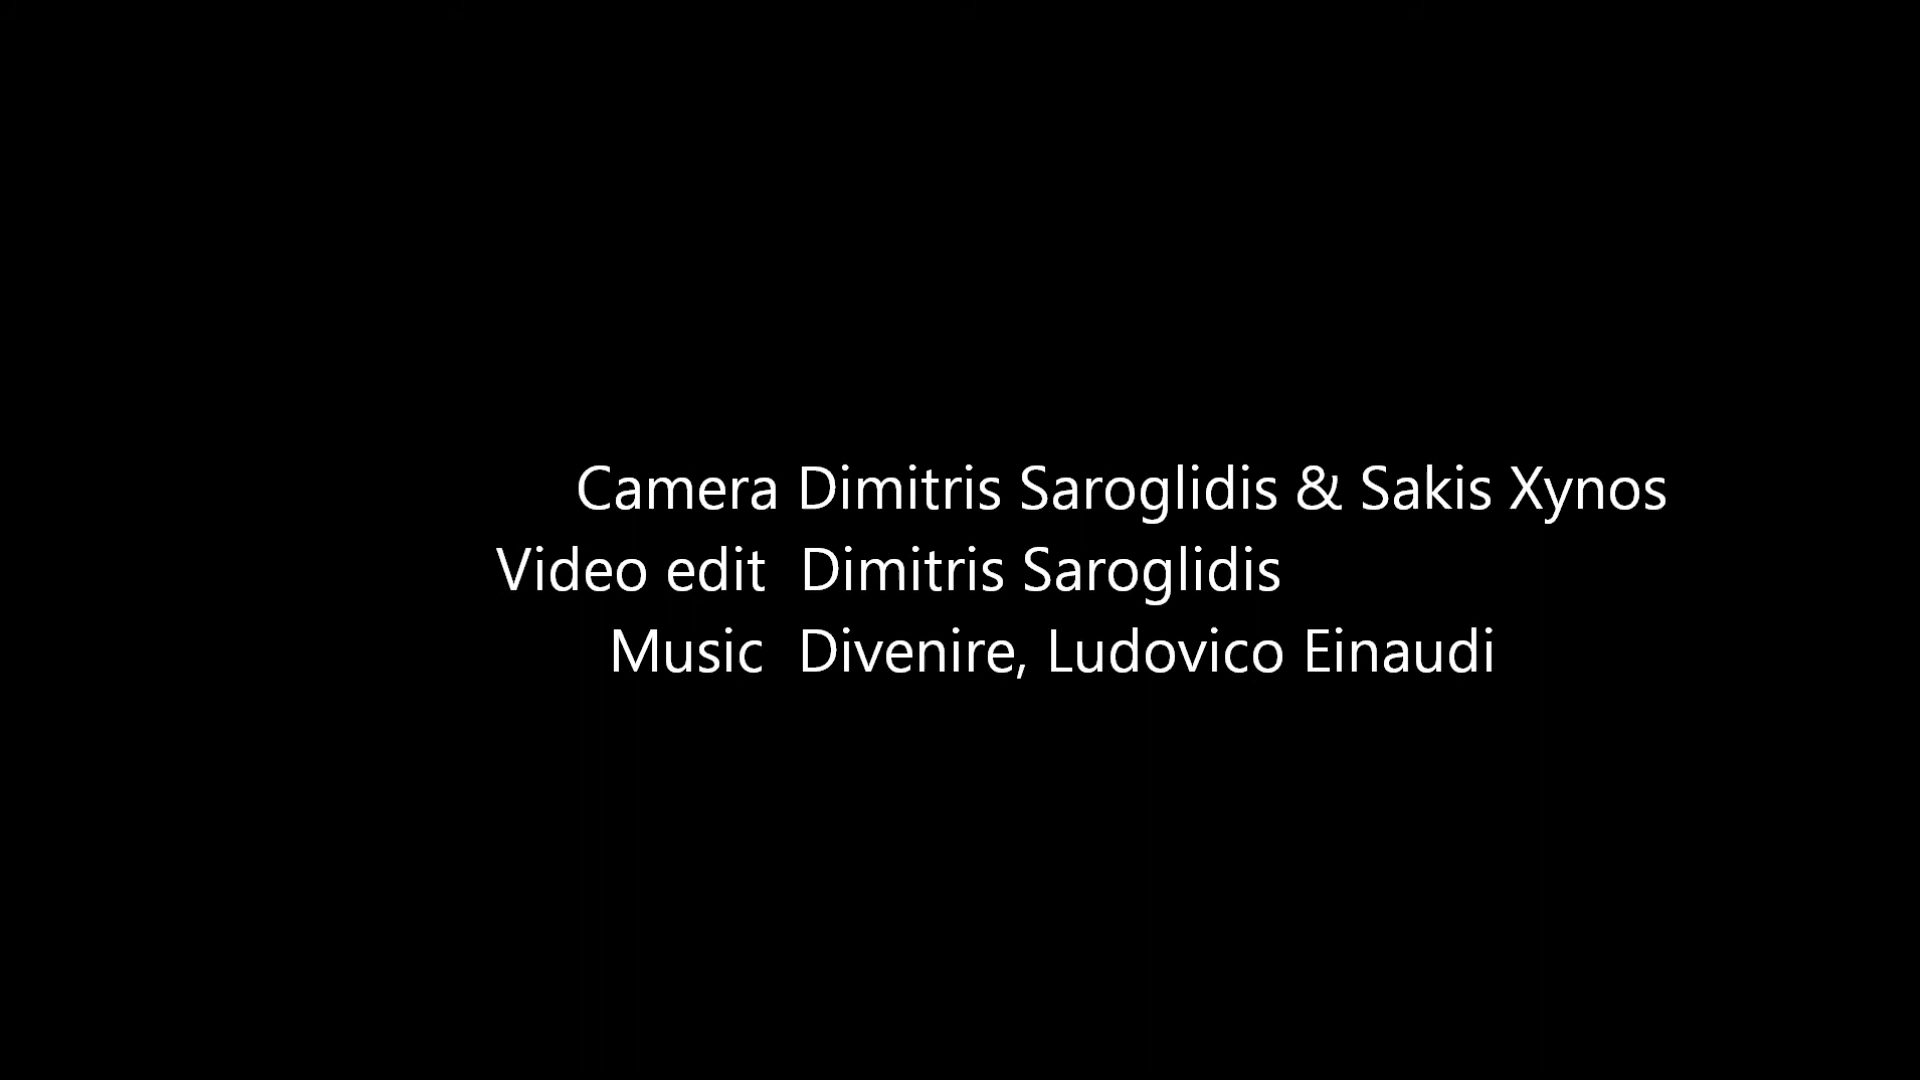 Camera Dimitris Saroglidis & Sakis Xynos
Video edit Dimitris Saroglidis
Music Divenire, Ludovico Einaudi